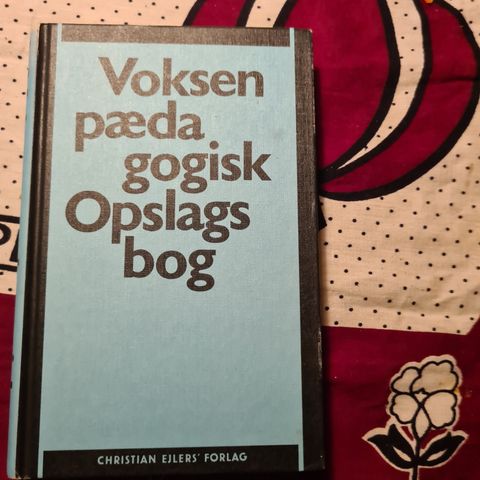 Voksen
pæda
gogisk
Opslags
bog
CHRISTIAN EJLERS' FORLAG